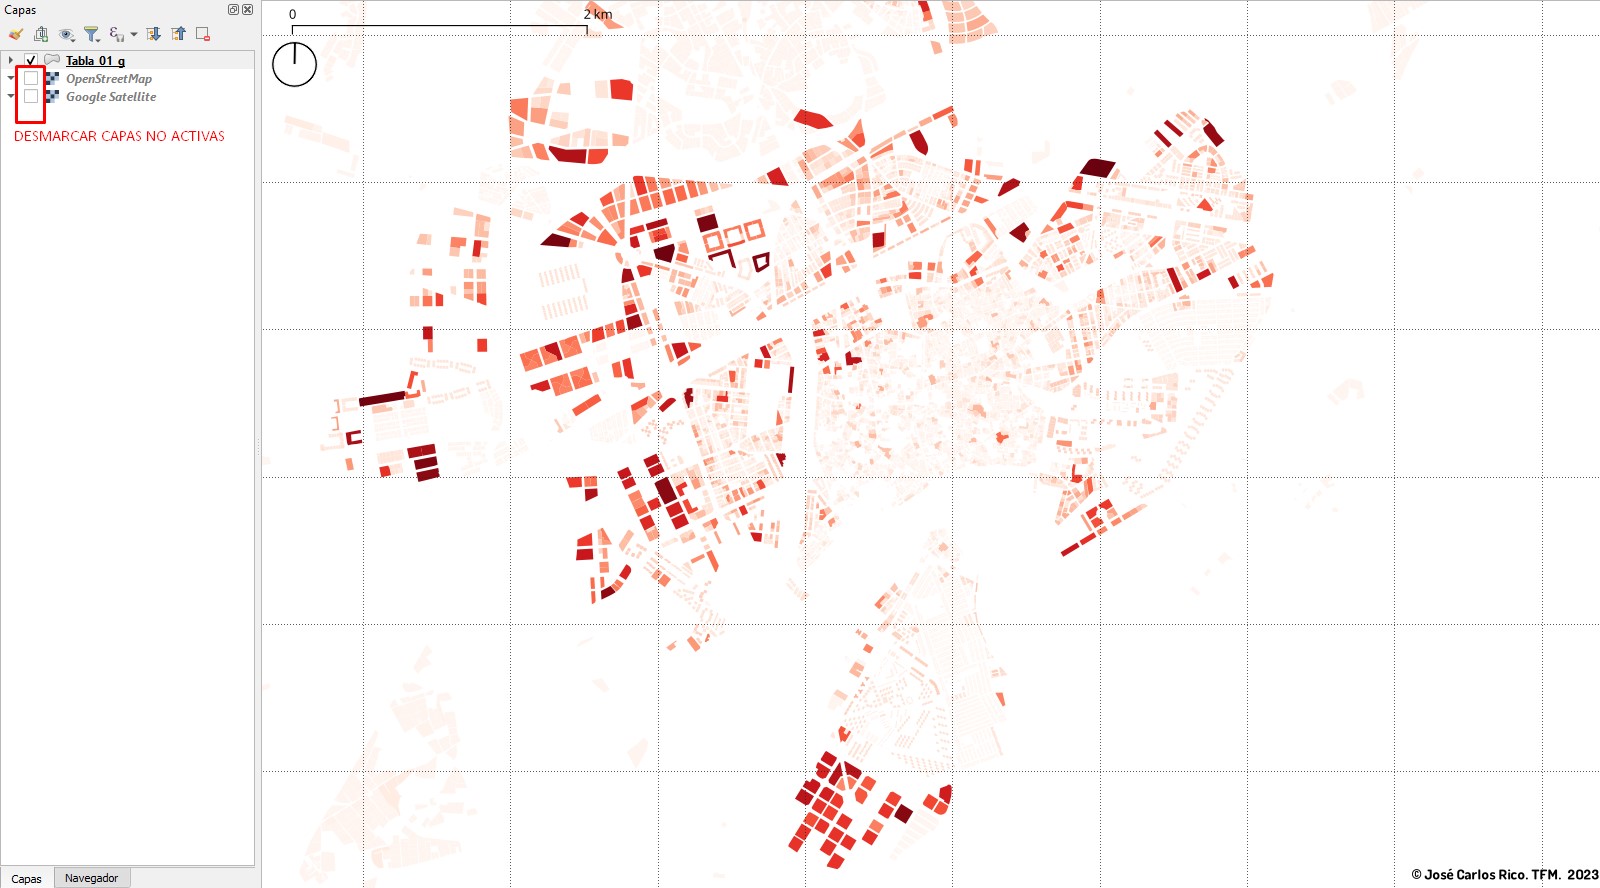 Capas
0
2 km
Tabla_01_g
OpenStreetMap
Google Satellite
DESMARCAR CAPAS NO ACTIVAS
Capas
Navegador
© José Carlos Rico. TFM. 2023